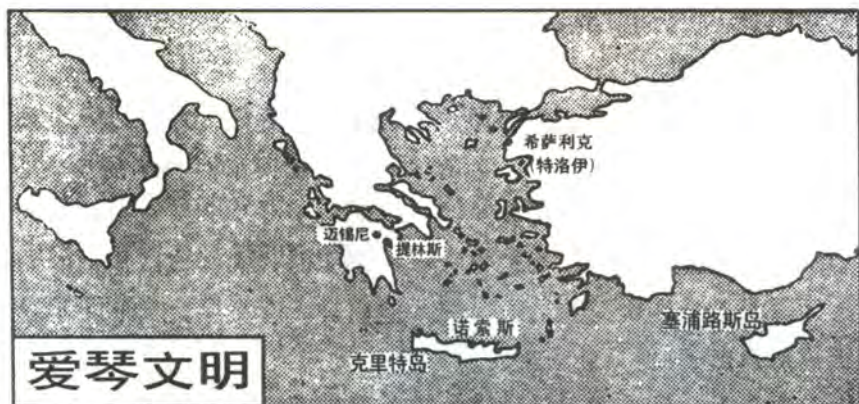 希萨利克
(特洛伊)
迈锡尼
提林斯
诺索斯
克里特岛
塞浦路斯岛
爱琴文明